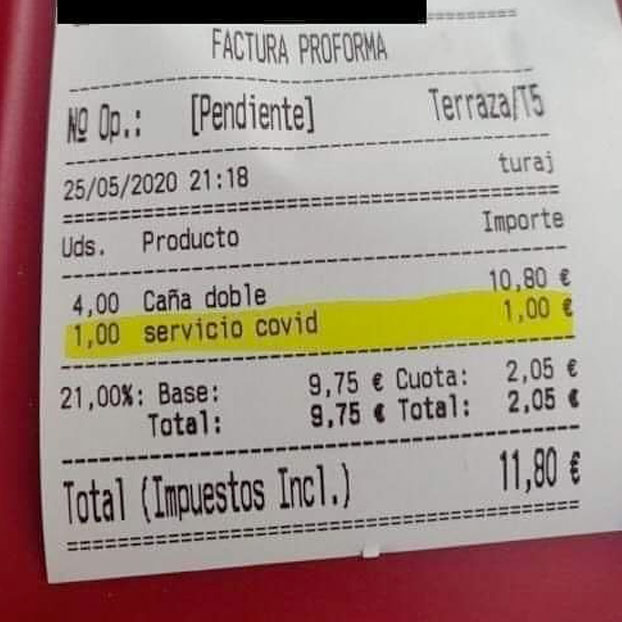 FACTURA PROFORMA
Nº Op.: [Pendiente] Terraza/T5
25/05/2020 21:18 turaj
Uds. Producto Importe
4,00 Caña doble 10,80 €
1,00 servicio covid 1,00 €
21,00%: Base: 9,75 € Cuota: 2,05 €
Total: 9,75 € Total: 2,05 €
Total (Impuestos Incl.) 11,80 €